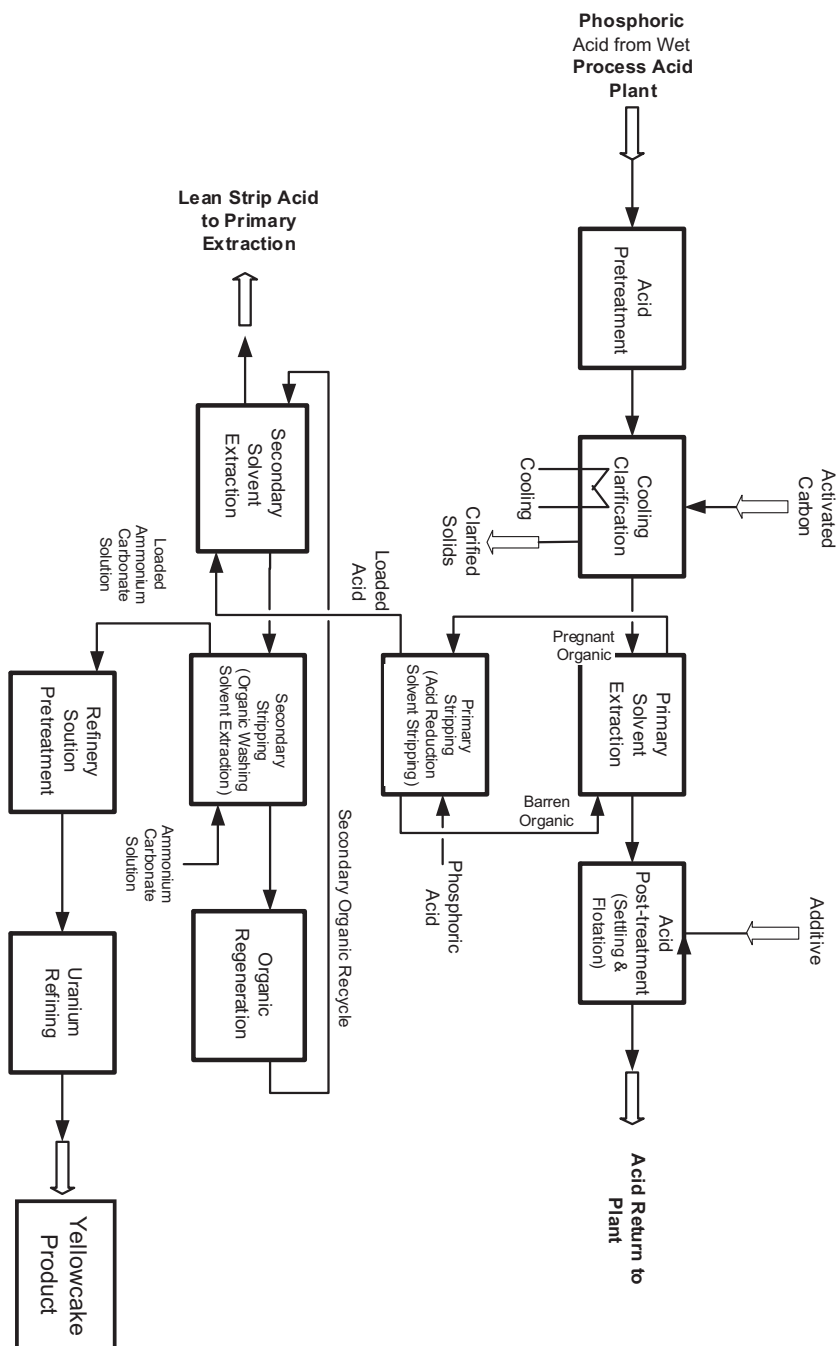 Phosphoric
Acid from Wet
Process Acid
Plant
Lean Strip Acid
to Primary
Extraction
Acid
Pretreatment
Activated
Carbon
Cooling
Clarification
Cooling
Clarified
Solids
Secondary
Solvent
Extraction
Loaded
Acid
Loaded
Ammonium
Carbonate
Solution
Pregnant
Organic
Primary
Solvent
Extraction
Primary
Stripping
(Acid Reduction
Solvent Stripping)
Secondary
Stripping
(Organic Washing
Solvent Extraction)
Refinery
Soution
Pretreatment
Barren
Organic
Phosphoric
Acid
Ammonium
Carbonate
Solution
Secondary Organic Recycle
Additive
Acid
Post-treatment
(Settling &
Flotation)
Organic
Regeneration
Uranium
Refining
Acid Return to
Plant
Yellowcake
Product